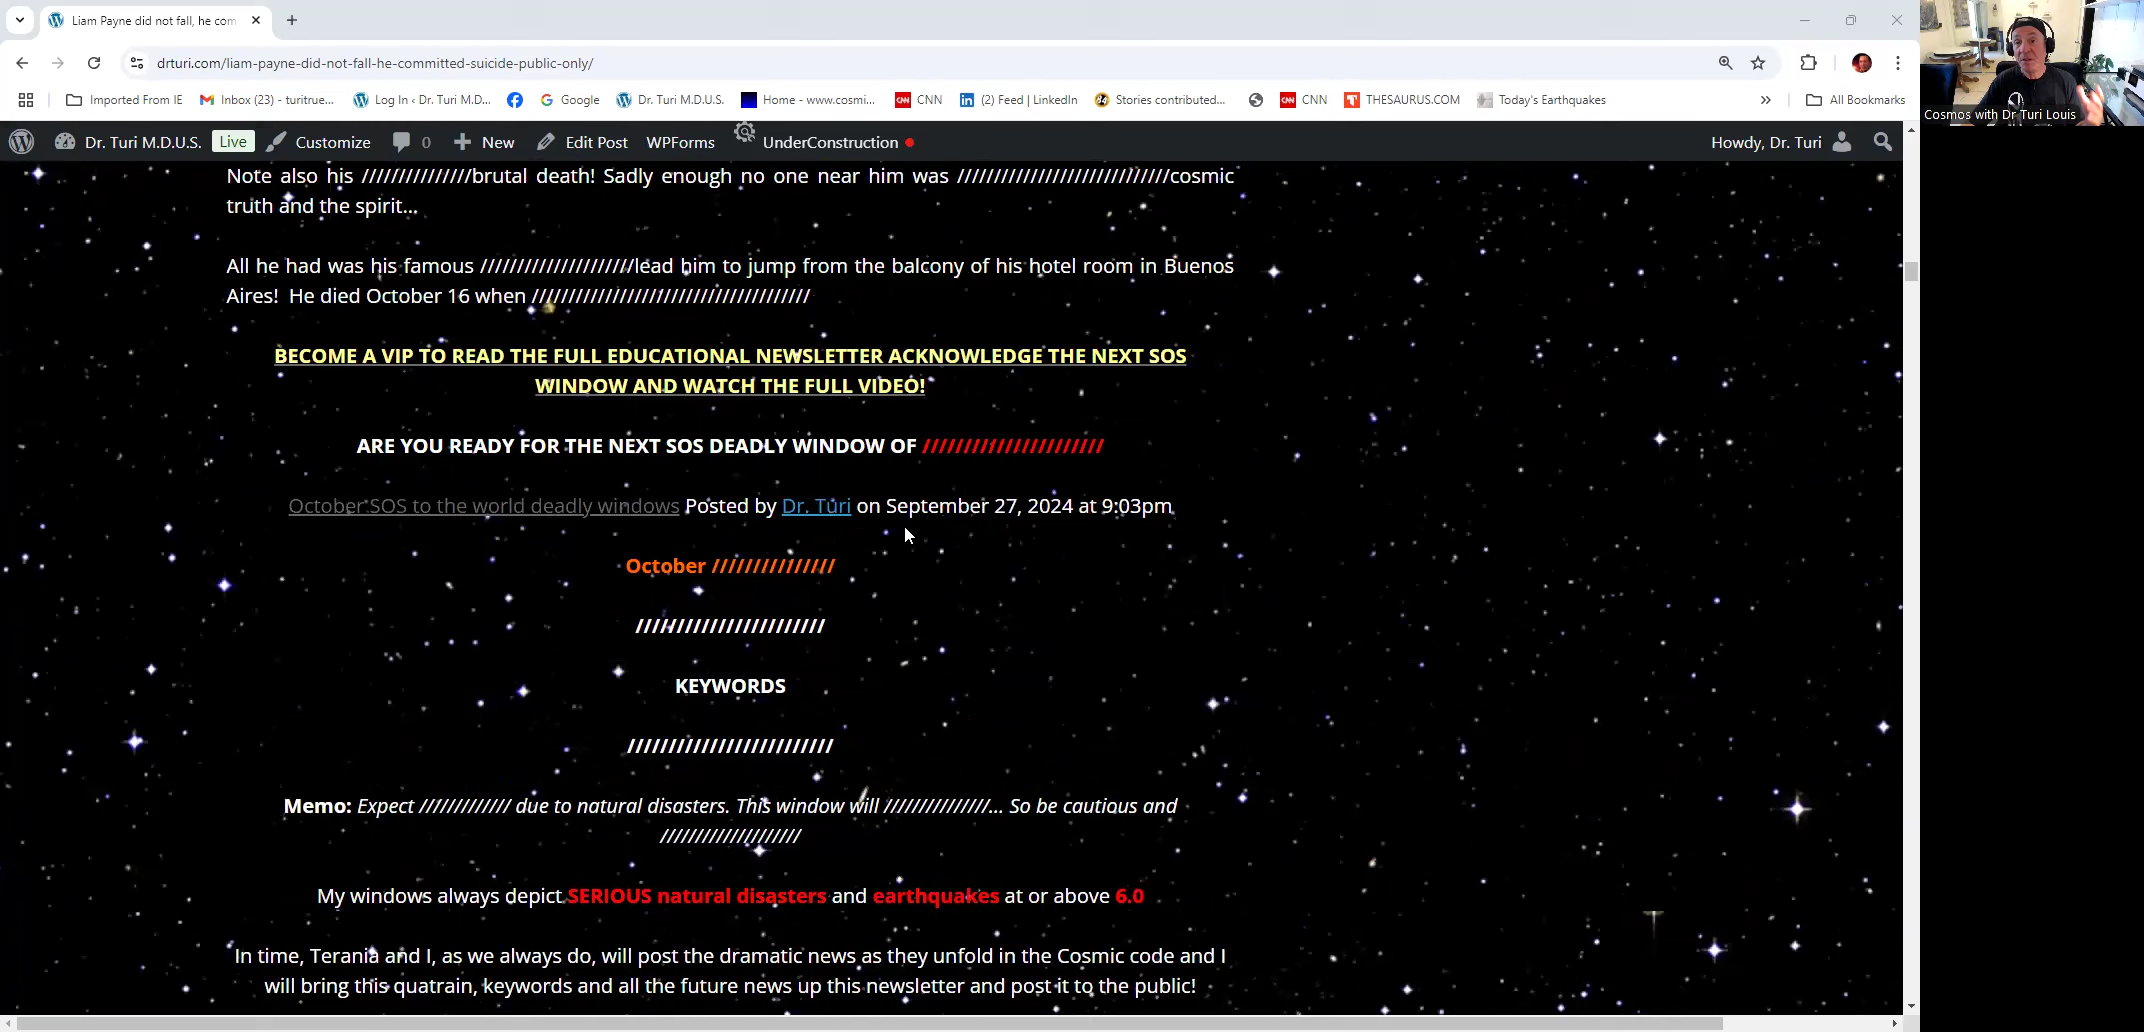 Liam Payne did not fall, he com
drturi.com/liam-payne-did-not-fall-he-committed-suicide-public-only/
Imported From IE
Inbox (23) - turitrue...
Log In ‹ Dr. Turi M.D...
Google
Dr. Turi M.D.U.S.
Home - www.cosmi...
CNN
(2) Feed | LinkedIn
Stories contributed...
CNN
THESAURUS.COM
Today's Earthquakes
»
All Bookmarks
Cosmos with Dr Turi Louis
Dr. Turi M.D.U.S.
Live
Customize
0
New
Edit Post
WPForms
UnderConstruction
Howdy, Dr. Turi
Note also his ///////////////brutal death! Sadly enough no one near him was /////////////////////////////cosmic
truth and the spirit...
All he had was his famous /////////////////////lead him to jump from the balcony of his hotel room in Buenos
Aires!  He died October 16 when //////////////////////////////////////
BECOME A VIP TO READ THE FULL EDUCATIONAL NEWSLETTER ACKNOWLEDGE THE NEXT SOS
WINDOW AND WATCH THE FULL VIDEO!
ARE YOU READY FOR THE NEXT SOS DEADLY WINDOW OF //////////////////////
October SOS to the world deadly windows Posted by Dr. Turi on September 27, 2024 at 9:03pm
October ///////////////
///////////////////////
KEYWORDS
/////////////////////////
Memo: Expect ///////////// due to natural disasters. This window will ///////////////... So be cautious and
////////////////////
My windows always depict SERIOUS natural disasters and earthquakes at or above 6.0
In time, Terania and I, as we always do, will post the dramatic news as they unfold in the Cosmic code and I
will bring this quatrain, keywords and all the future news up this newsletter and post it to the public!